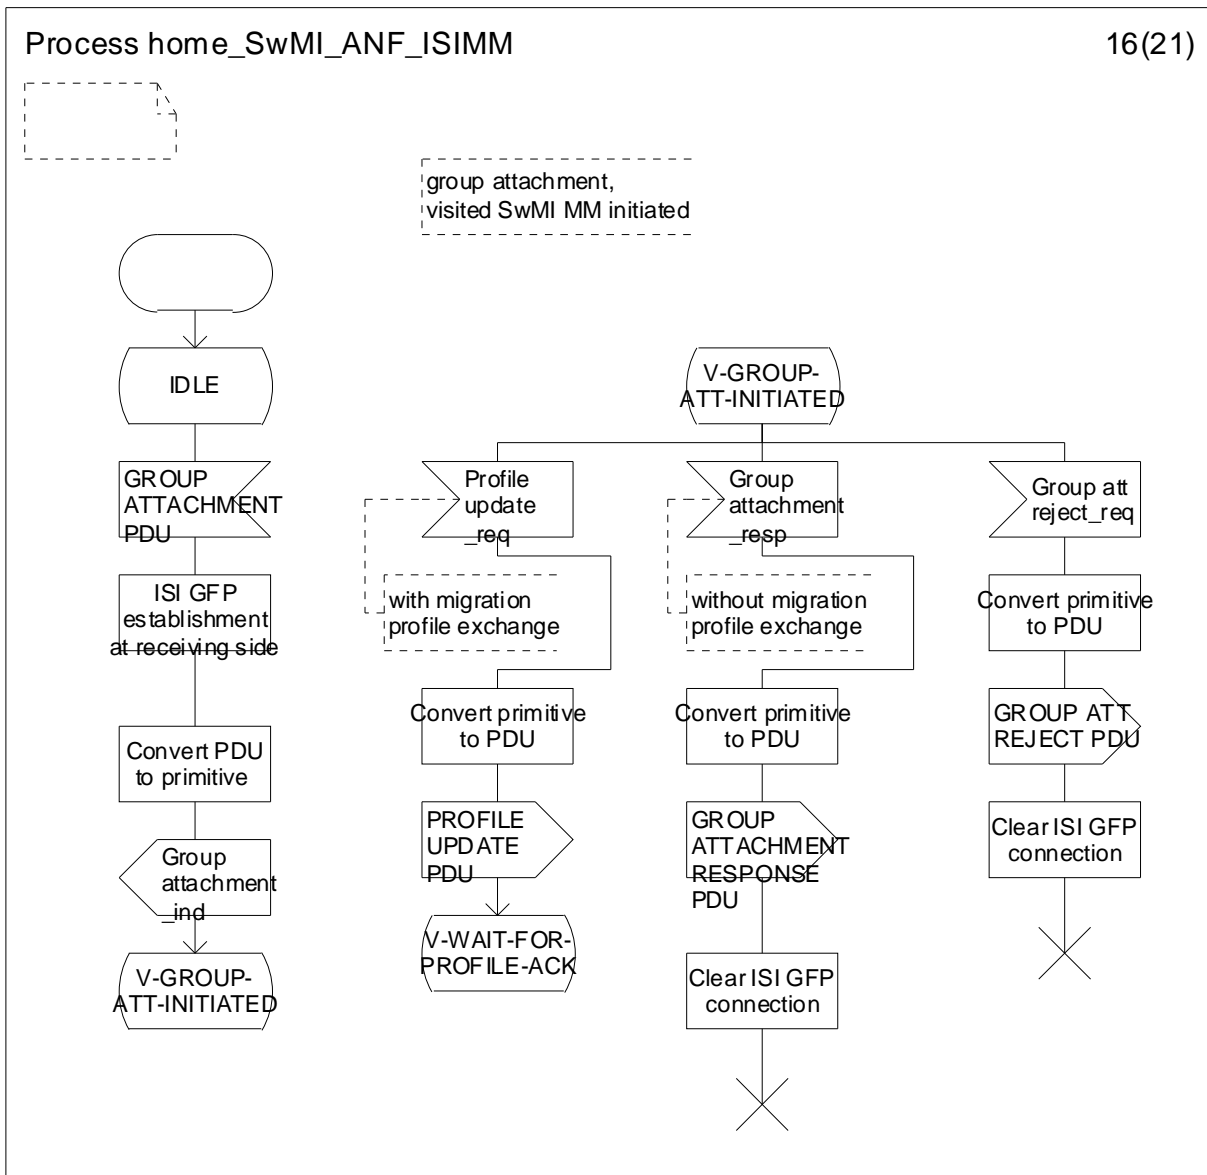 Process home_SwMI_ANF_ISIMM
16(21)
group attachment,
visited SwMI MM initiated
IDLE
GROUP
ATTACHMENT
PDU
ISI GFP
establishment
at receiving side
Convert PDU
to primitive
Group
attachment
_ind
V-GROUP-
ATT-INITIATED
V-GROUP-
ATT-INITIATED
Profile
update
_req
with migration
profile exchange
Convert primitive
to PDU
PROFILE
UPDATE
PDU
V-WAIT-FOR-
PROFILE-ACK
Group
attachment
_resp
without migration
profile exchange
Convert primitive
to PDU
GROUP
ATTACHMENT
RESPONSE
PDU
Clear ISI GFP
connection
Group att
reject_req
Convert primitive
to PDU
GROUP ATT
REJECT PDU
Clear ISI GFP
connection